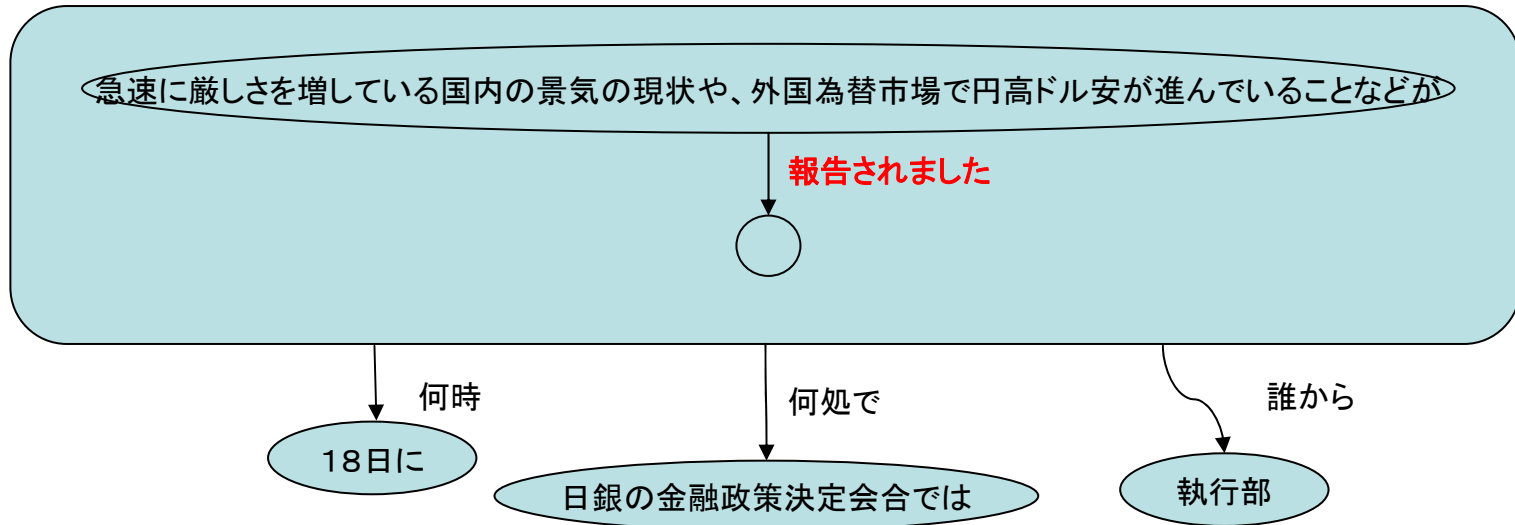 急速に厳しさを増している国内の景気の現状や、外国為替市場で円高ドル安が進んでいることなどが
報告されました
何時
何処で
誰から
18日に
日銀の金融政策決定会合では
執行部